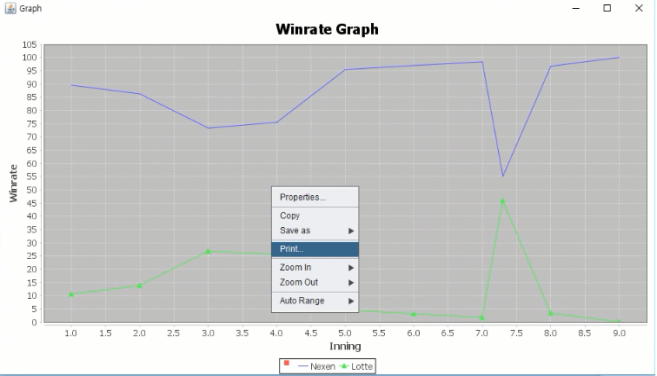 Graph
Winrate Graph
105
100
95
90
85
80
75
70
65
60
55
50
45
40
35
30
25
20
15
10
5
0
Winrate
Properties...
Copy
Save as
Print...
Zoom In
Zoom Out
Auto Range
1.0 1.5 2.0 2.5 3.0 3.5 4.0 4.5 5.0 5.5 6.0 6.5 7.0 7.5 8.0 8.5 9.0
Inning
Nexen Lotte